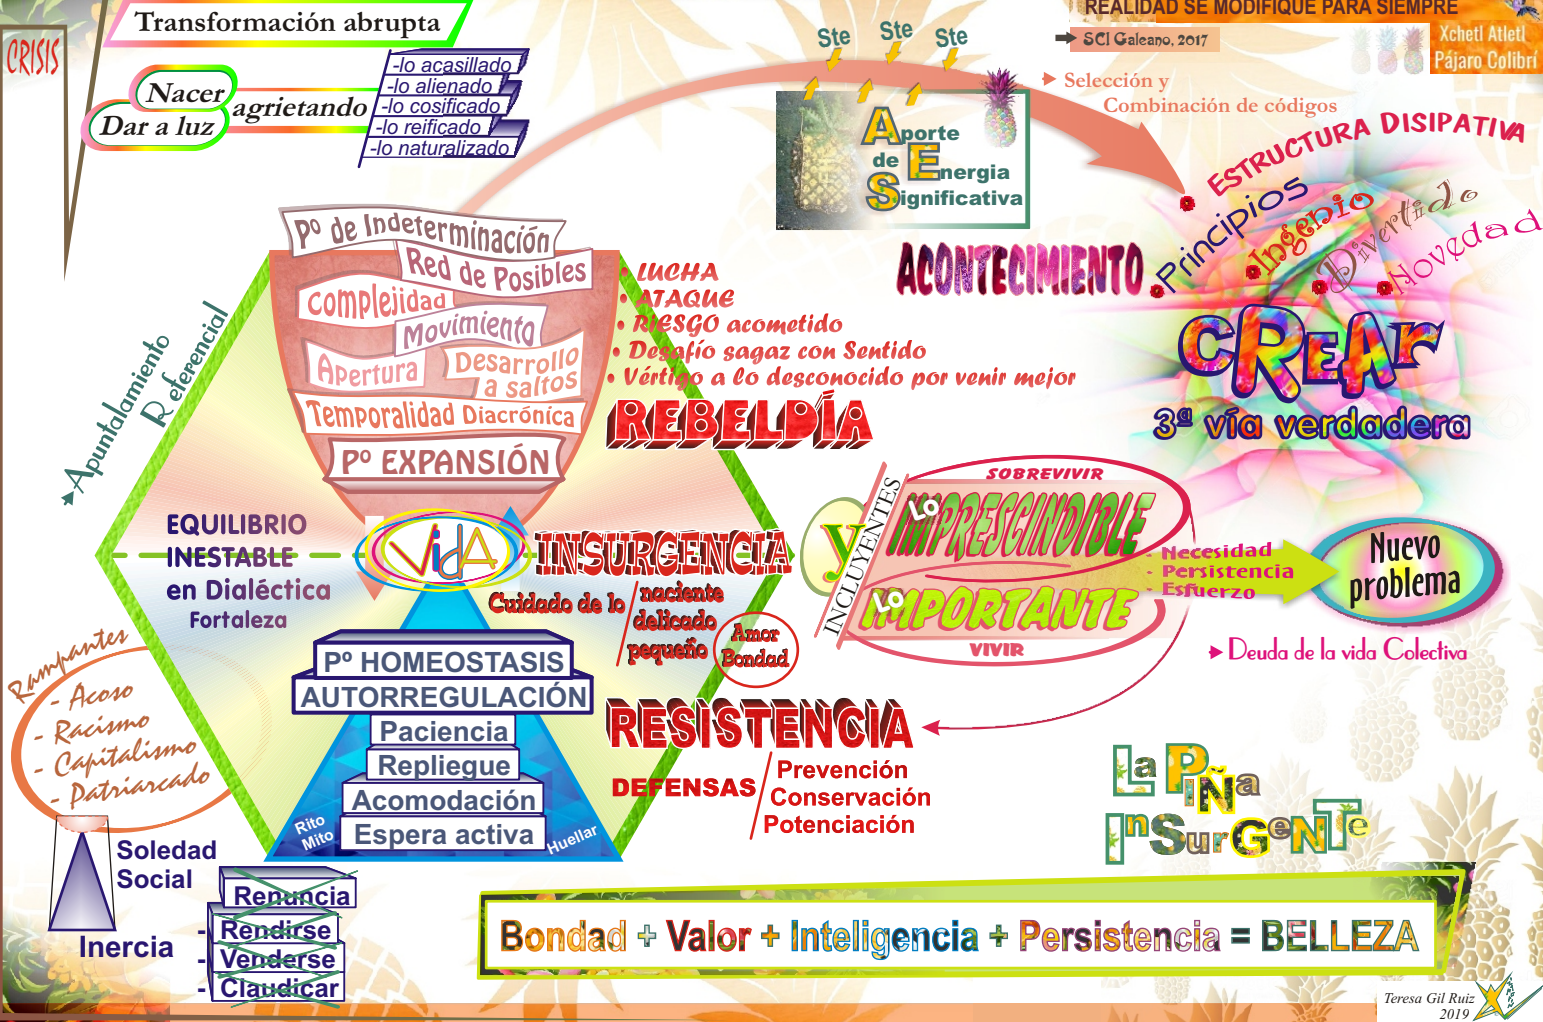 REALIDAD SE MODIFIQUE PARA SIEMPRE
SCI Galeano, 2017
Xchetl Atletl
Pájaro Colibrí
CRISIS
Transformación abrupta
Nacer
Dar a luz
agrietando
-lo acasillado
-lo alienado
-lo cosificado
-lo reificado
-lo naturalizado
Ste
Ste
Ste
Aporte
de Energia
Significativa
Selección y
Combinación de códigos
ESTRUCTURA DISIPATIVA
Principios
Ingenio
Divertido
Novedad
ACONTECIMIENTO
CREAr
3ª vía verdadera
Pº de Indeterminación
Red de Posibles
Complejidad
Movimiento
Apertura
Desarrollo
a saltos
Temporalidad Diacrónica
Pº EXPANSIÓN
Apuntalamiento
Referencial
• LUCHA
• ATAQUE
• RIESGO acometido
• Desafío sagaz con Sentido
• Vértigo a lo desconocido por venir mejor
REBELDÍA
EQUILIBRIO
INESTABLE
en Dialéctica
Fortaleza
VidA
INSURGENCIA
Cuidado de lo
naciente
delicado
pequeño
Amor
Bondad
y
INCLUYENTES
SOBREVIVIR
Lo IMPRESCINDIBLE
Lo IMPORTANTE
VIVIR
- Necesidad
- Persistencia
- Esfuerzo
Nuevo
problema
Deuda de la vida Colectiva
Rampantes
- Acoso
- Racismo
- Capitalismo
- Patriarcado
Pº HOMEOSTASIS
AUTORREGULACIÓN
Paciencia
Repliegue
Acomodación
Espera activa
Rito
Mito
Huellar
RESISTENCIA
DEFENSAS
Prevención
Conservación
Potenciación
Soledad
Social
Inercia
Renuncia
- Rendirse
- Venderse
- Claudicar
La PIÑa
InSurGeNTe
Bondad + Valor + Inteligencia + Persistencia = BELLEZA
Teresa Gil Ruiz
2019